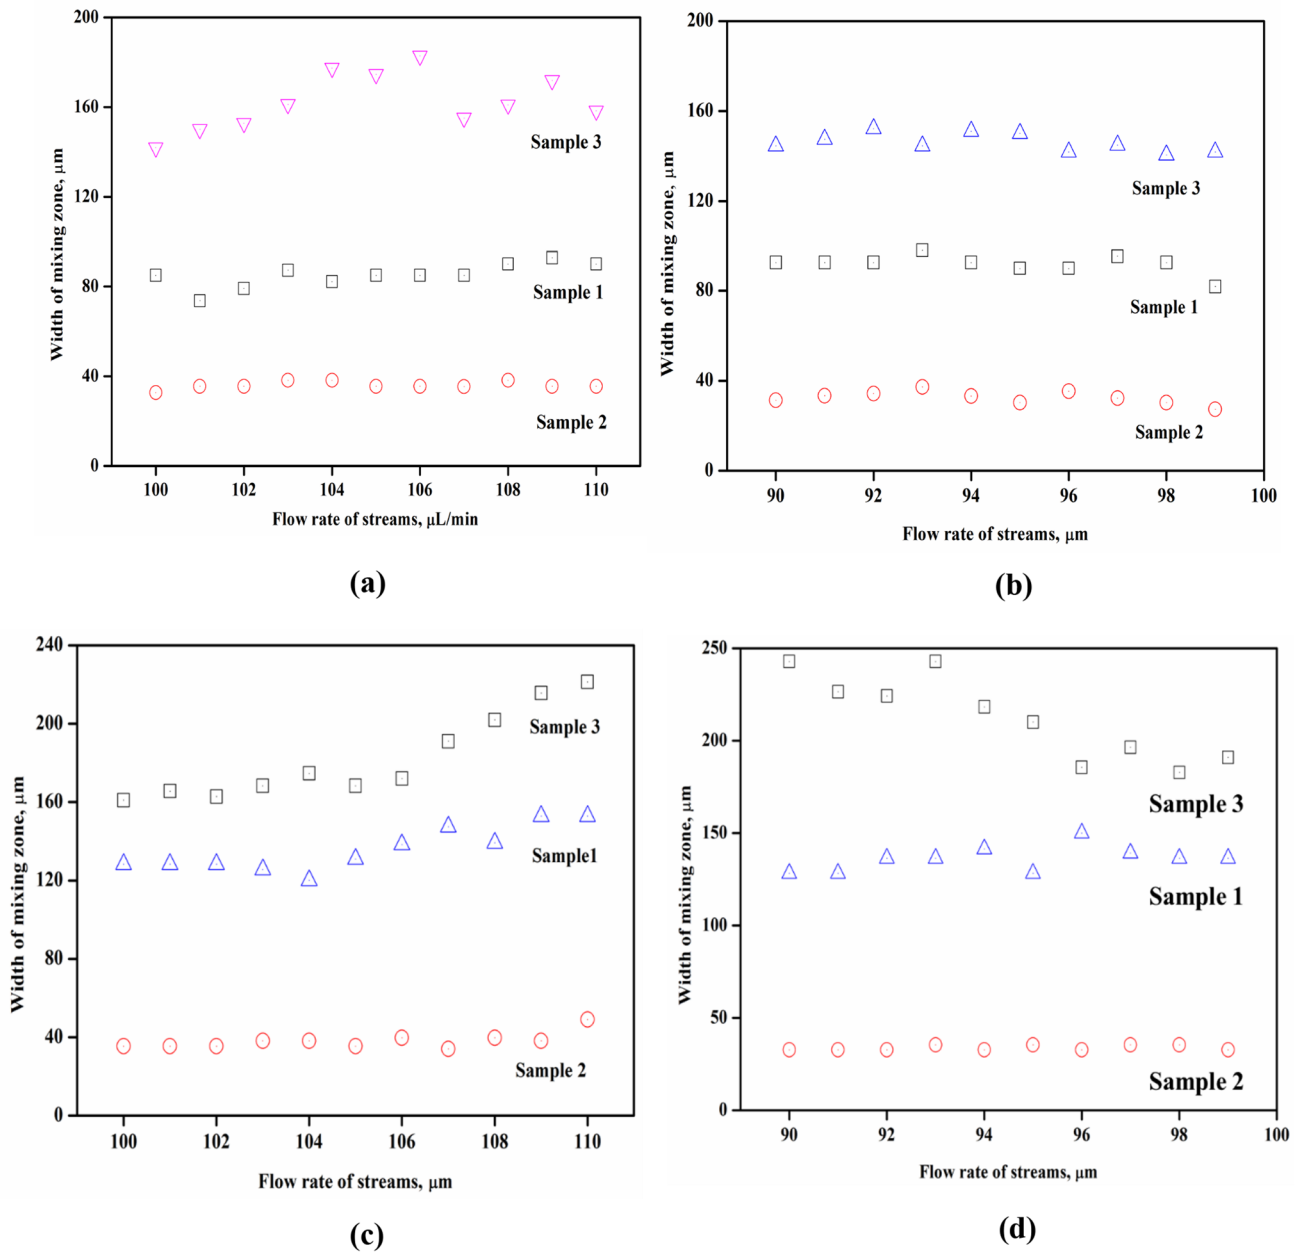 200
160
120
80
40
0
Width of mixing zone, μm
Sample 3
Sample 1
Sample 2
100 102 104 106 108 110
Flow rate of streams, μL/min
(a)
200
160
120
80
40
0
Width of mixing zone, μm
Sample 3
Sample 1
Sample 2
90 92 94 96 98 100
Flow rate of streams, μm
(b)
240
200
160
120
80
40
0
Width of mixing zone, μm
Sample 3
Sample1
Sample 2
100 102 104 106 108 110
Flow rate of streams, μm
(c)
250
200
150
100
50
0
Width of mixing zone, μm
Sample 3
Sample 1
Sample 2
90 92 94 96 98 100
Flow rate of streams, μm
(d)